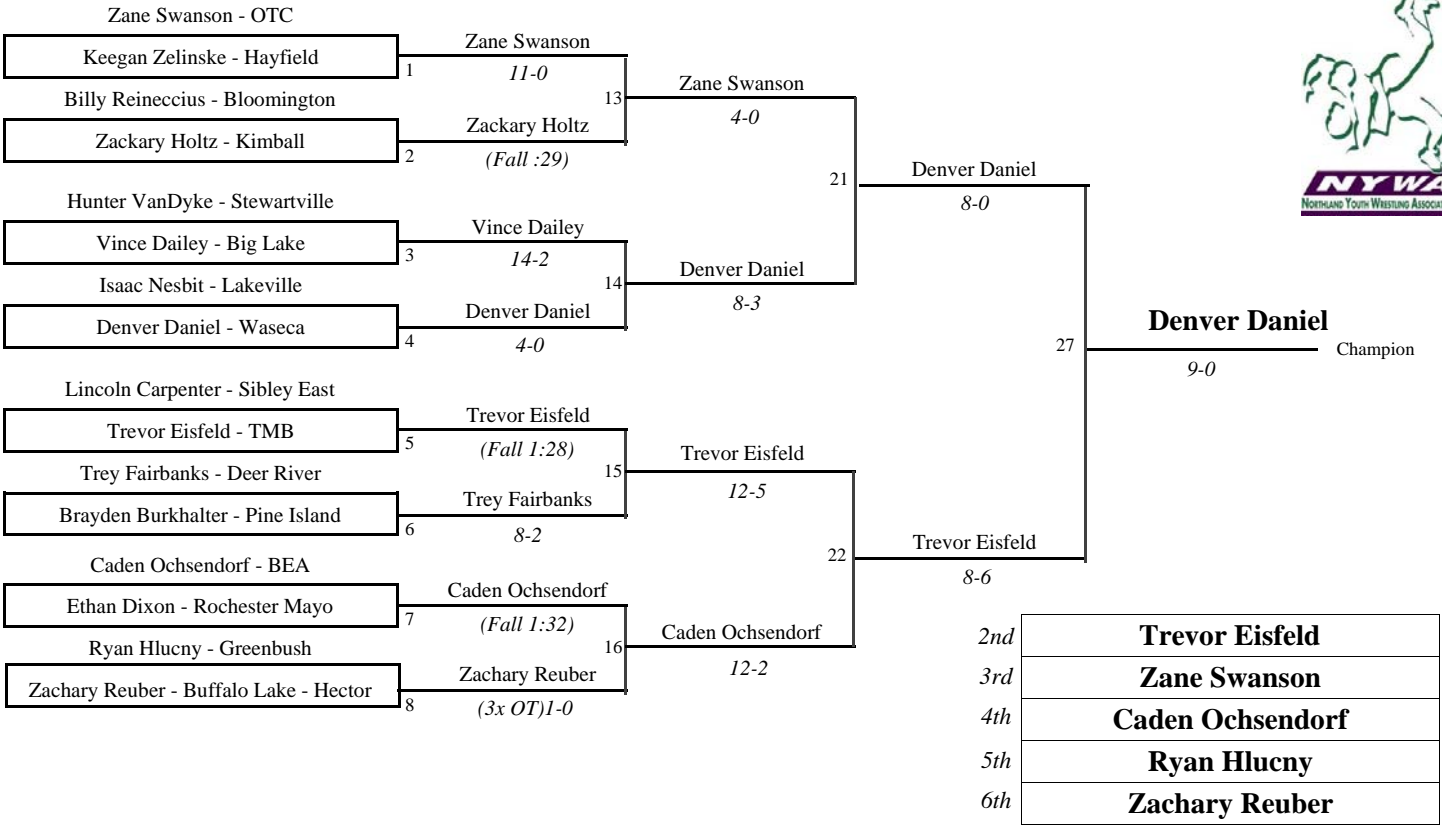 Zane Swanson - OTC
Keegan Zelinske - Hayfield
1
Billy Reineccius - Bloomington
Zackary Holtz - Kimball
2
Hunter VanDyke - Stewartville
Vince Dailey - Big Lake
3
Isaac Nesbit - Lakeville
Denver Daniel - Waseca
4
Lincoln Carpenter - Sibley East
Trevor Eisfeld - TMB
5
Trey Fairbanks - Deer River
Brayden Burkhalter - Pine Island
6
Caden Ochsendorf - BEA
Ethan Dixon - Rochester Mayo
7
Ryan Hlucny - Greenbush
Zachary Reuber - Buffalo Lake - Hector
8
Zane Swanson
11-0
13
Zackary Holtz
(Fall :29)
Vince Dailey
14-2
14
Denver Daniel
4-0
Trevor Eisfeld
(Fall 1:28)
15
Trey Fairbanks
8-2
Caden Ochsendorf
(Fall 1:32)
16
Zachary Reuber
(3x OT)1-0
Zane Swanson
4-0
21
Denver Daniel
8-3
Trevor Eisfeld
12-5
22
Caden Ochsendorf
12-2
Denver Daniel
8-0
27
Trevor Eisfeld
8-6
Denver Daniel
Champion
9-0
NYWA
Northland Youth Wrestling Associat
2nd Trevor Eisfeld
3rd Zane Swanson
4th Caden Ochsendorf
5th Ryan Hlucny
6th Zachary Reuber